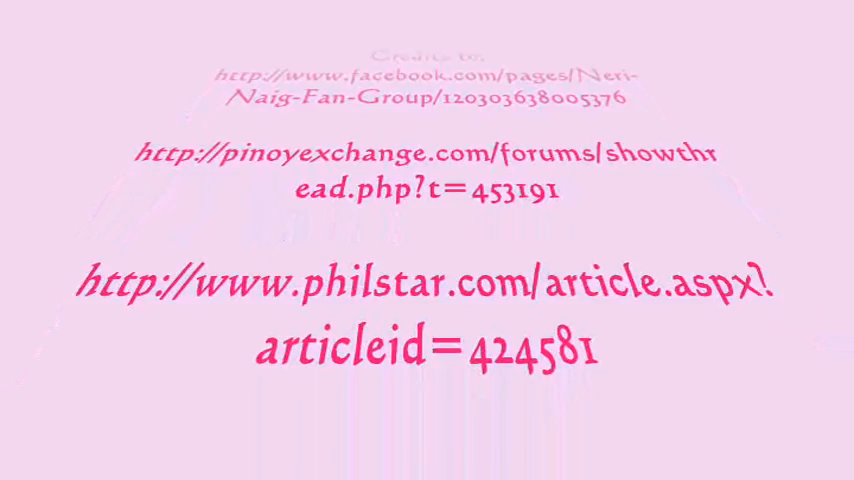 Credits to:
http://www.facebook.com/pages/Neri-
Naig-Fan-Group/120303638005376
http://pinoyexchange.com/forums/showthr
ead.php?t=453191
http://www.philstar.com/article.aspx?
articleid=424581